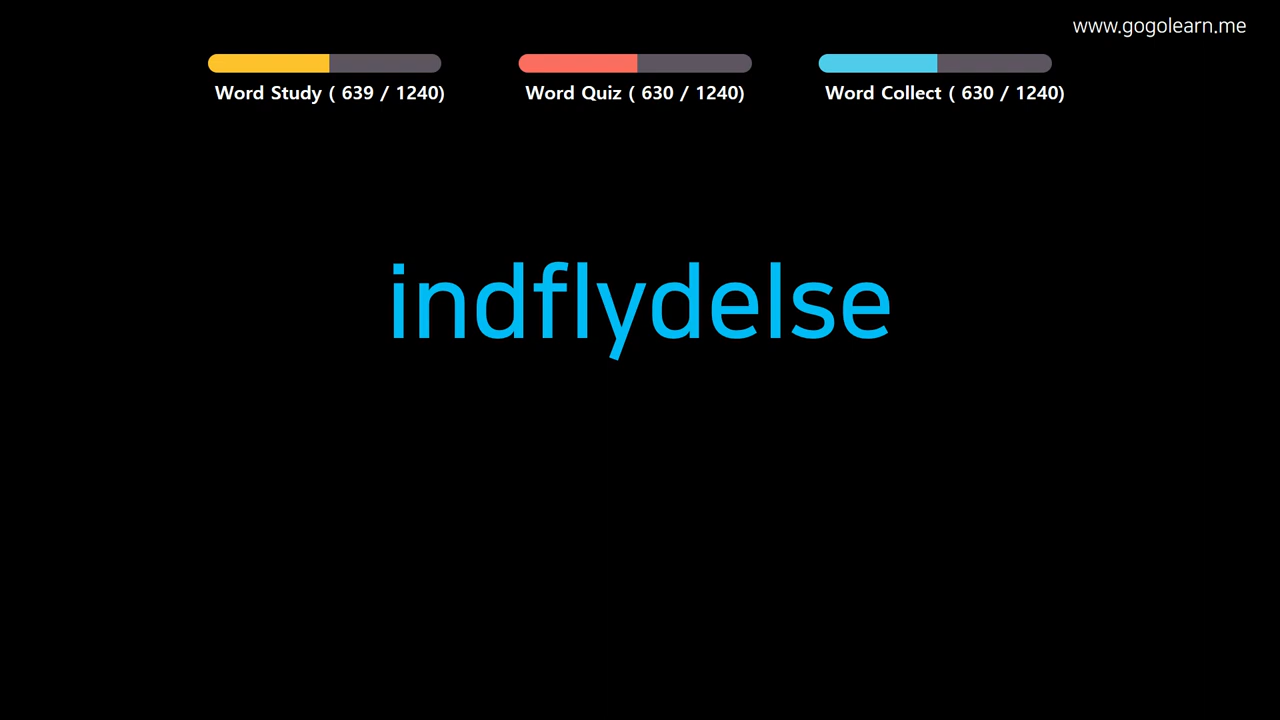 www.gogolearn.me
Word Study ( 639 / 1240)
Word Quiz ( 630 / 1240)
Word Collect ( 630 / 1240)
indflydelse